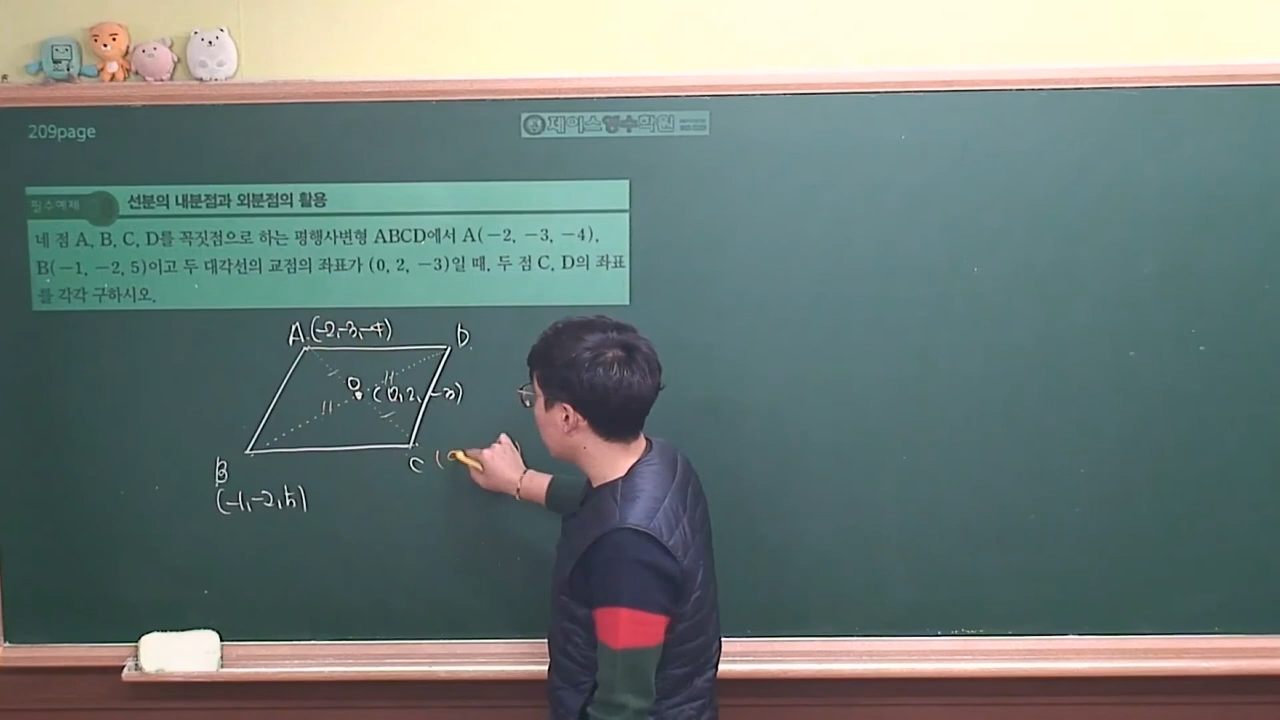 209page
제이스영수학원
필수예제
선분의 내분점과 외분점의 활용
네 점 A, B, C, D를 꼭짓점으로 하는 평행사변형 ABCD에서 A(-2, -3, -4),
B(-1, -2, 5)이고 두 대각선의 교점의 좌표가 (0, 2, -3)일 때, 두 점 C, D의 좌표
를 각각 구하시오.
A(-2,-3,-4)
D
(0,2,-3)
B
C (
(-1,-2,5)